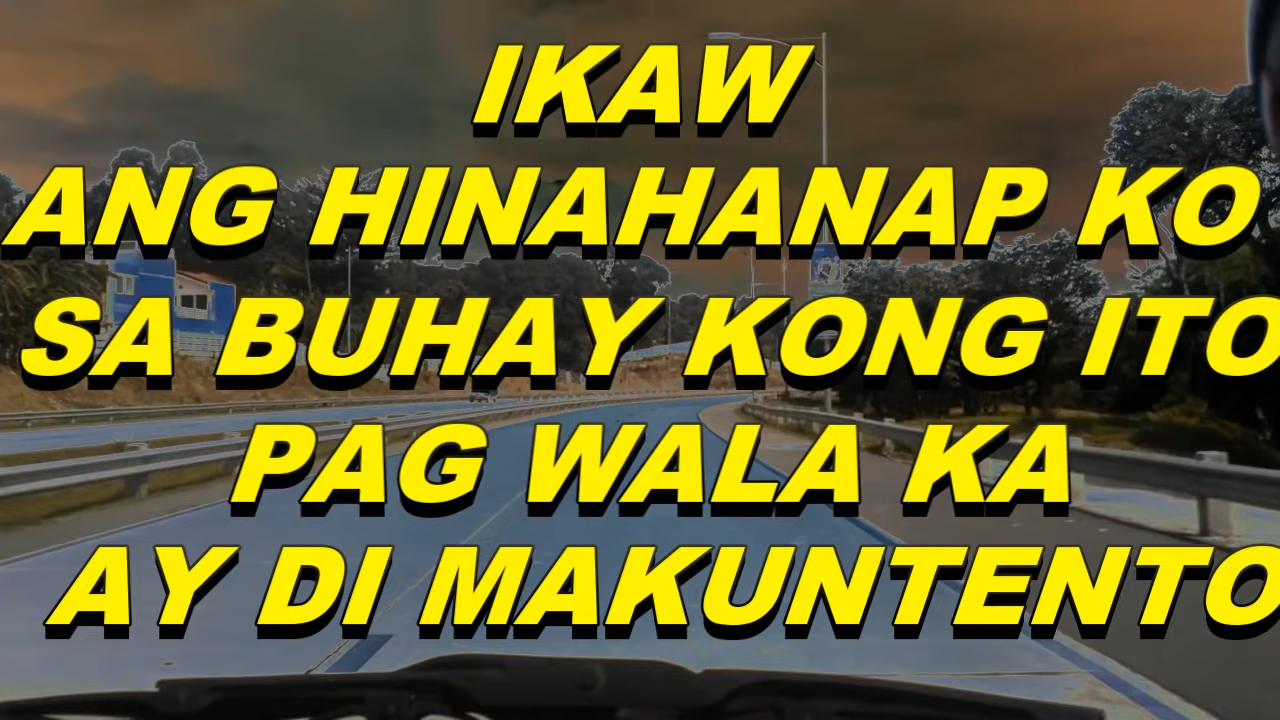 IKAW
ANG HINAHANAP KO
SA BUHAY KONG ITO
PAG WALA KA
AY DI MAKUNTENTO